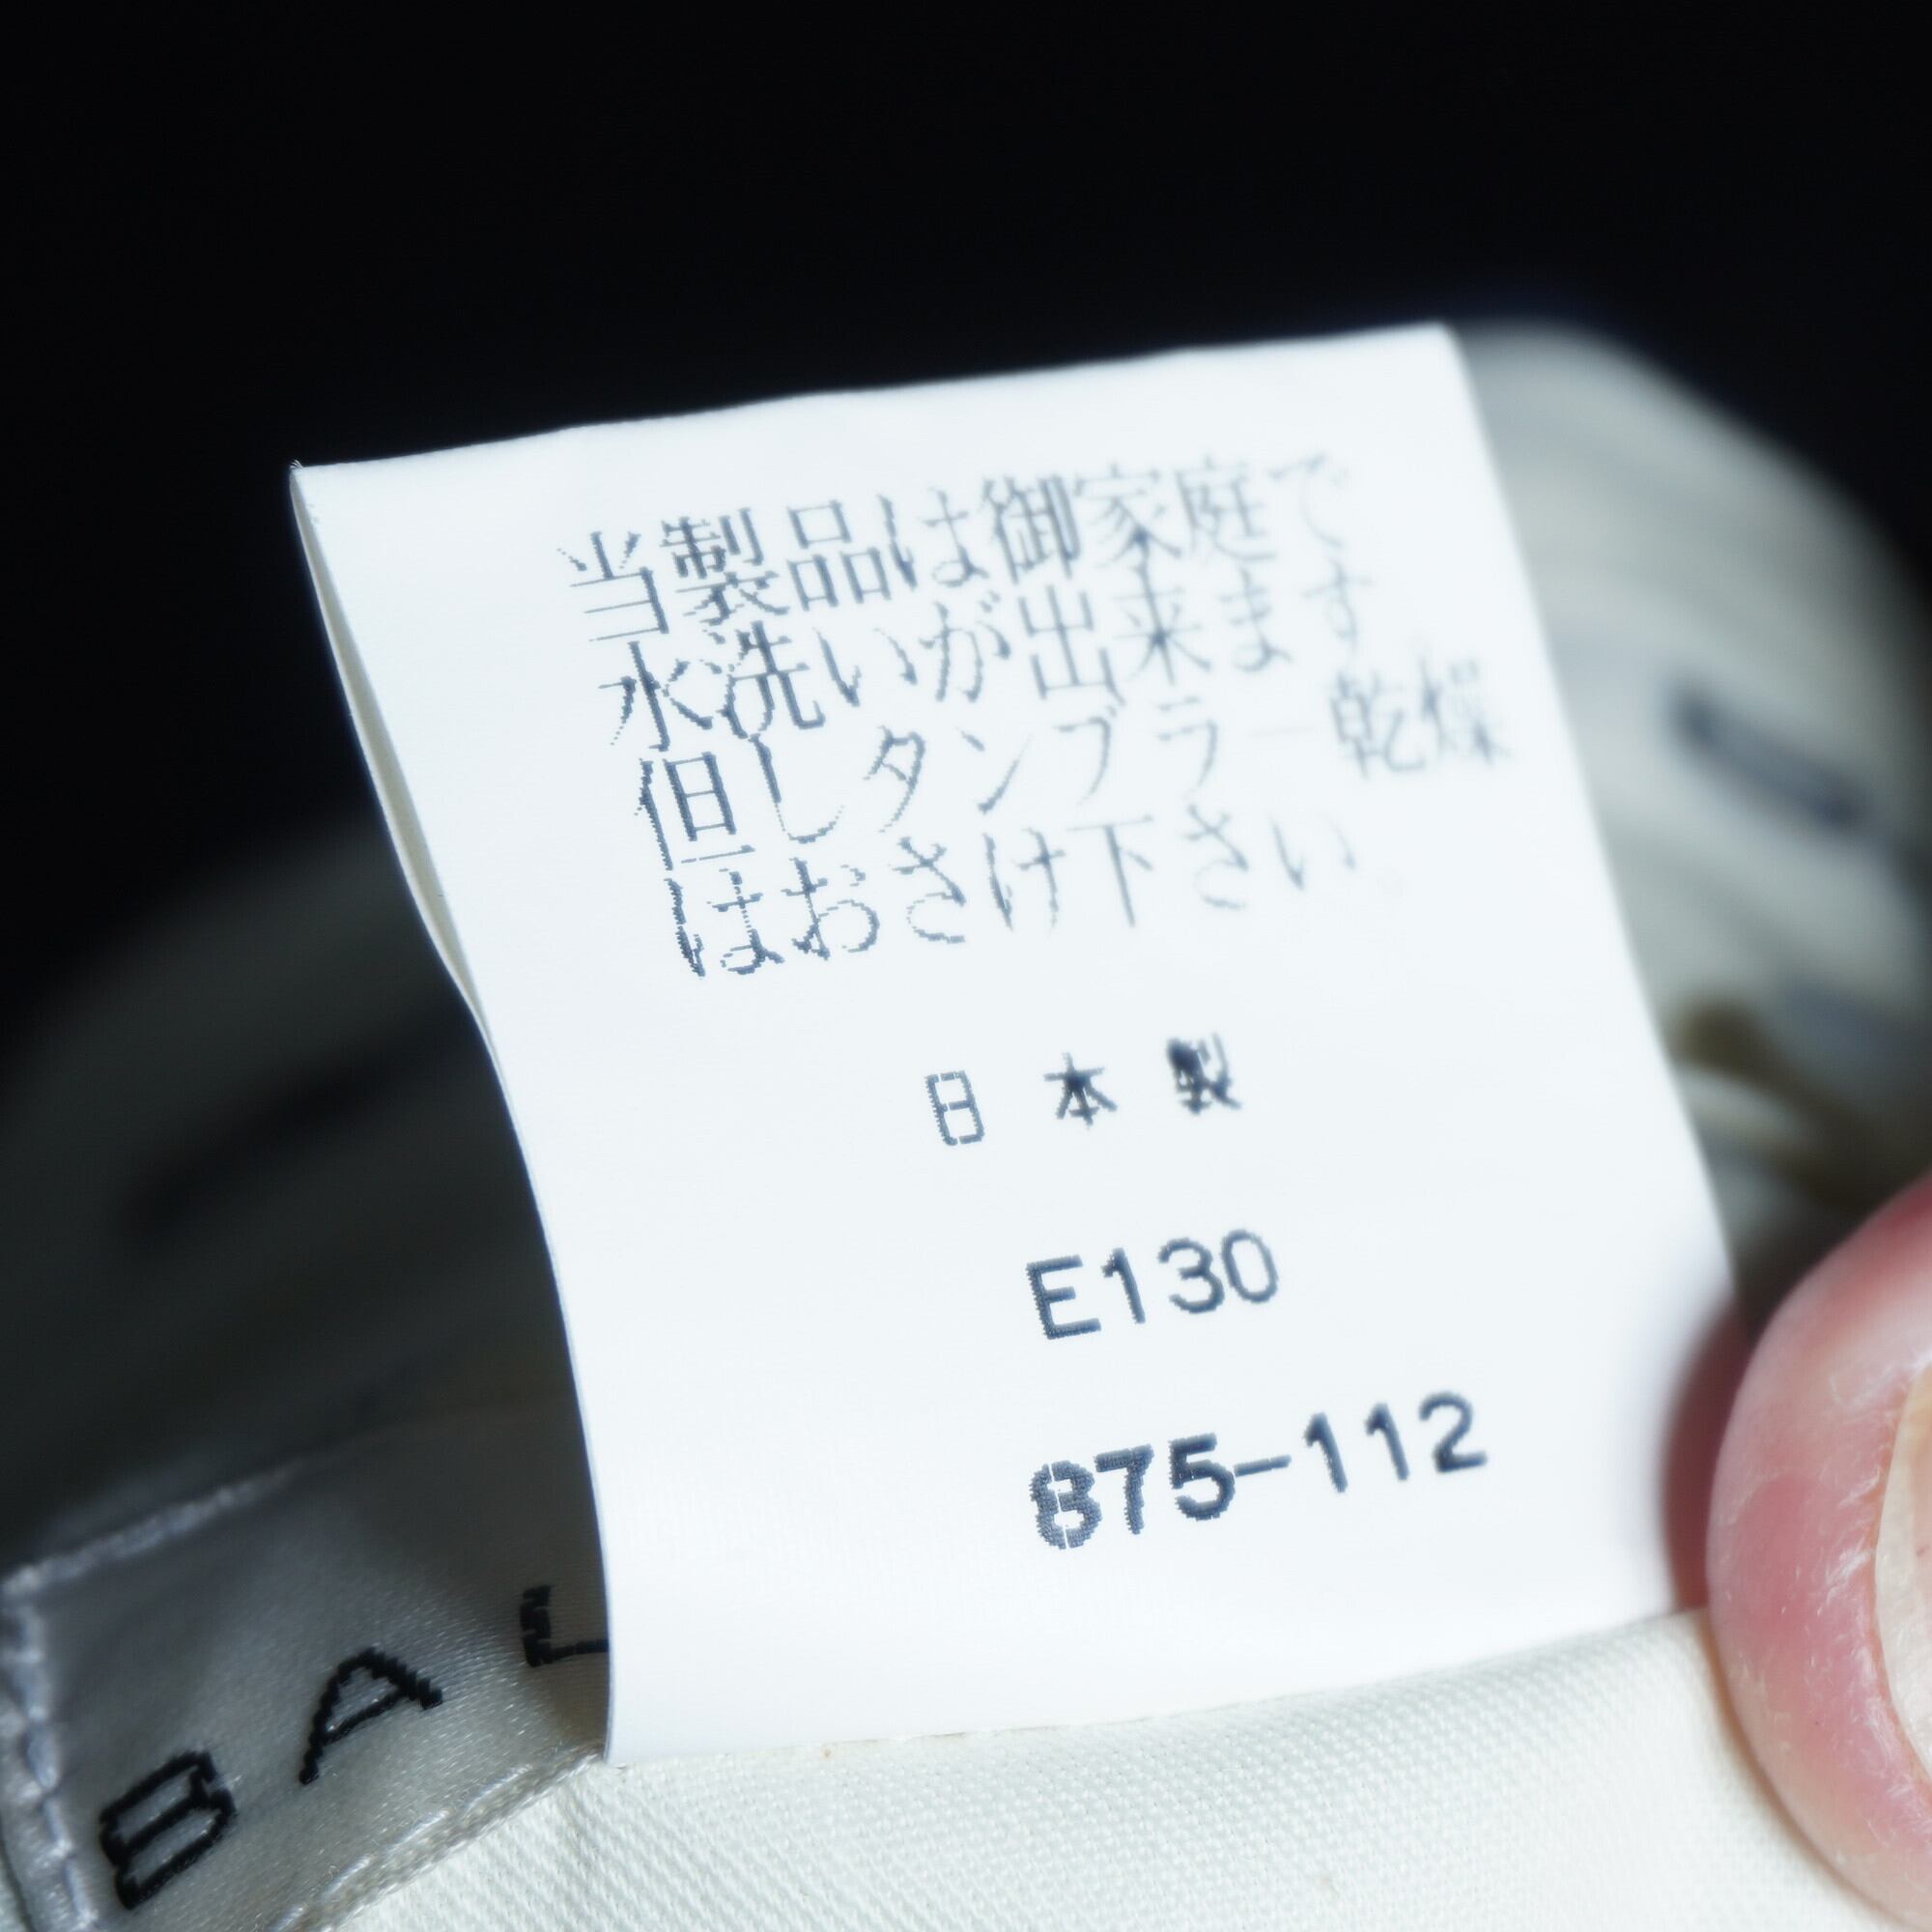 当製品は御家庭で
水洗いが出来ます
但しタンブラー乾燥
はおさけ下さい。
日本製
E130
875-112
BAL